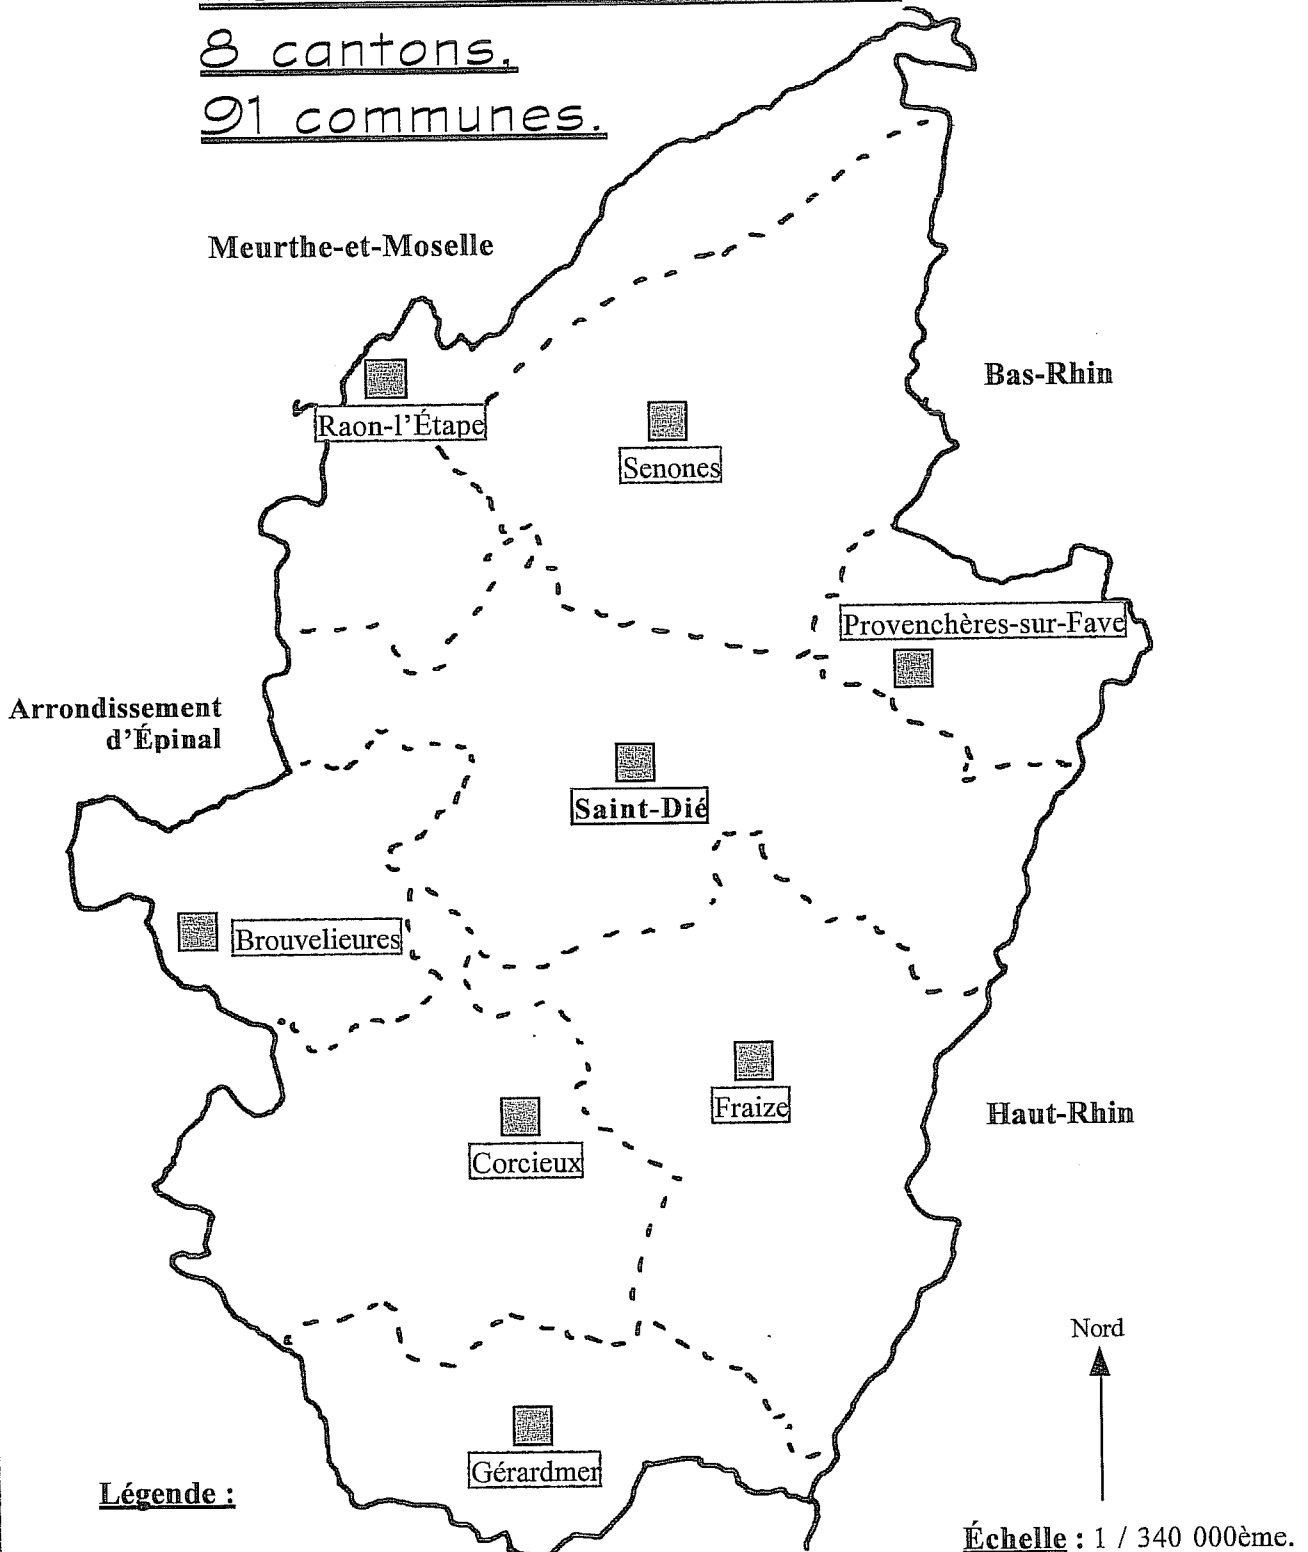 8 cantons.
91 communes.
Meurthe-et-Moselle
Bas-Rhin
Raon-l'Étape
Senones
Provenchères-sur-Fave
Arrondissement
d'Épinal
Saint-Dié
Brouvelieures
Fraize
Haut-Rhin
Corcieux
Nord
Gérardmer
Légende :
Échelle : 1 / 340 000ème.